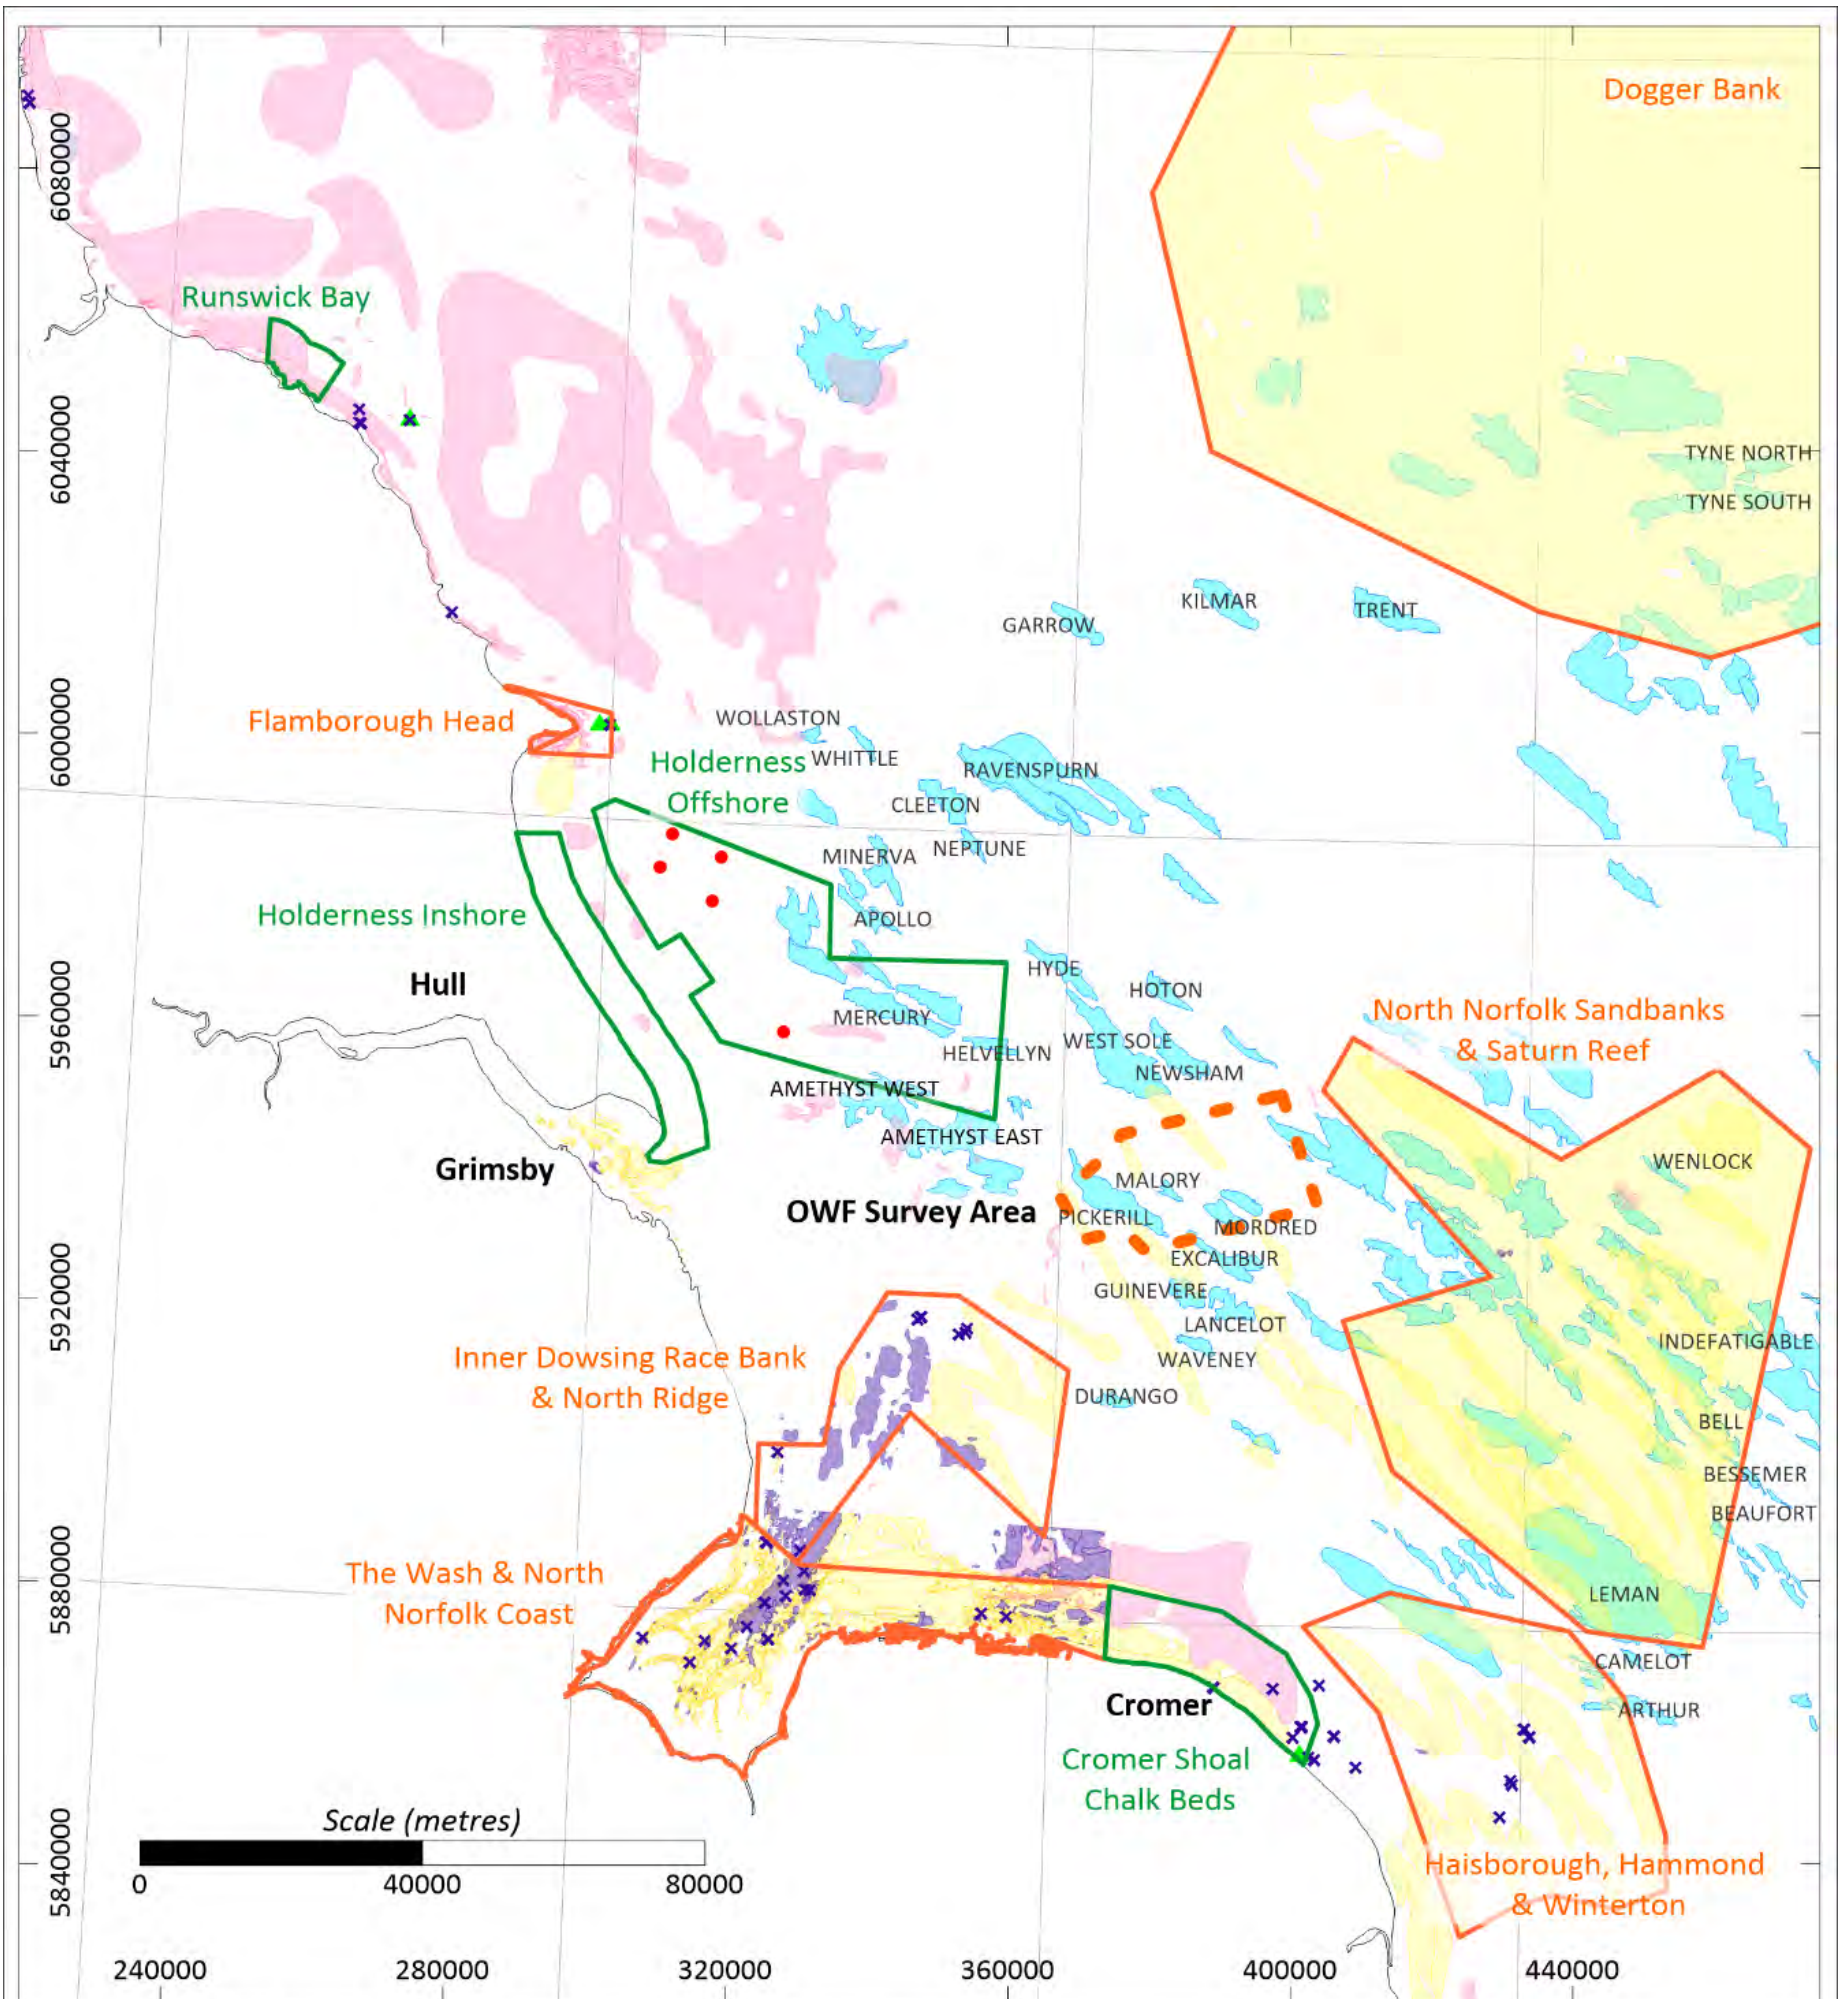 Dogger Bank
6080000
Runswick Bay
6040000
TYNE NORTH
TYNE SOUTH
KILMAR
TRENT
GARROW
6000000
Flamborough Head
WOLLASTON
WHITTLE
Holderness
Offshore
RAVENSPURN
CLEETON
MINERVA
NEPTUNE
Holderness Inshore
APOLLO
Hull
HYDE
HOTON
5960000
MERCURY
North Norfolk Sandbanks
& Saturn Reef
WEST SOLE
HELVELLYN
NEWSHAM
AMETHYST WEST
AMETHYST EAST
Grimsby
WENLOCK
MALORY
OWF Survey Area
PICKERILL
MORDRED
EXCALIBUR
GUINEVERE
5920000
LANCELOT
INDEFATIGABLE
Inner Dowsing Race Bank
& North Ridge
WAVENEY
DURANGO
BELL
BESSEMER
BEAUFORT
5880000
The Wash & North
Norfolk Coast
LEMAN
CAMELOT
Cromer
ARTHUR
Cromer Shoal
Chalk Beds
Scale (metres)
5840000
0
40000
80000
Haisborough, Hammond
& Winterton
240000
280000
320000
360000
400000
440000